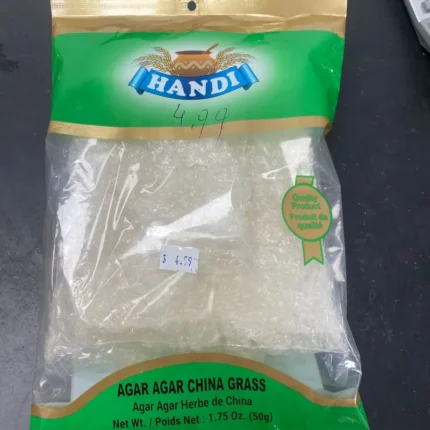 HANDI
4.99
Quality
Product
Produit de
qualité
$ 4.99
AGAR AGAR CHINA GRASS
Agar Agar Herbe de China
Net Wt. / Poids Net : 1.75 Oz. (50g)